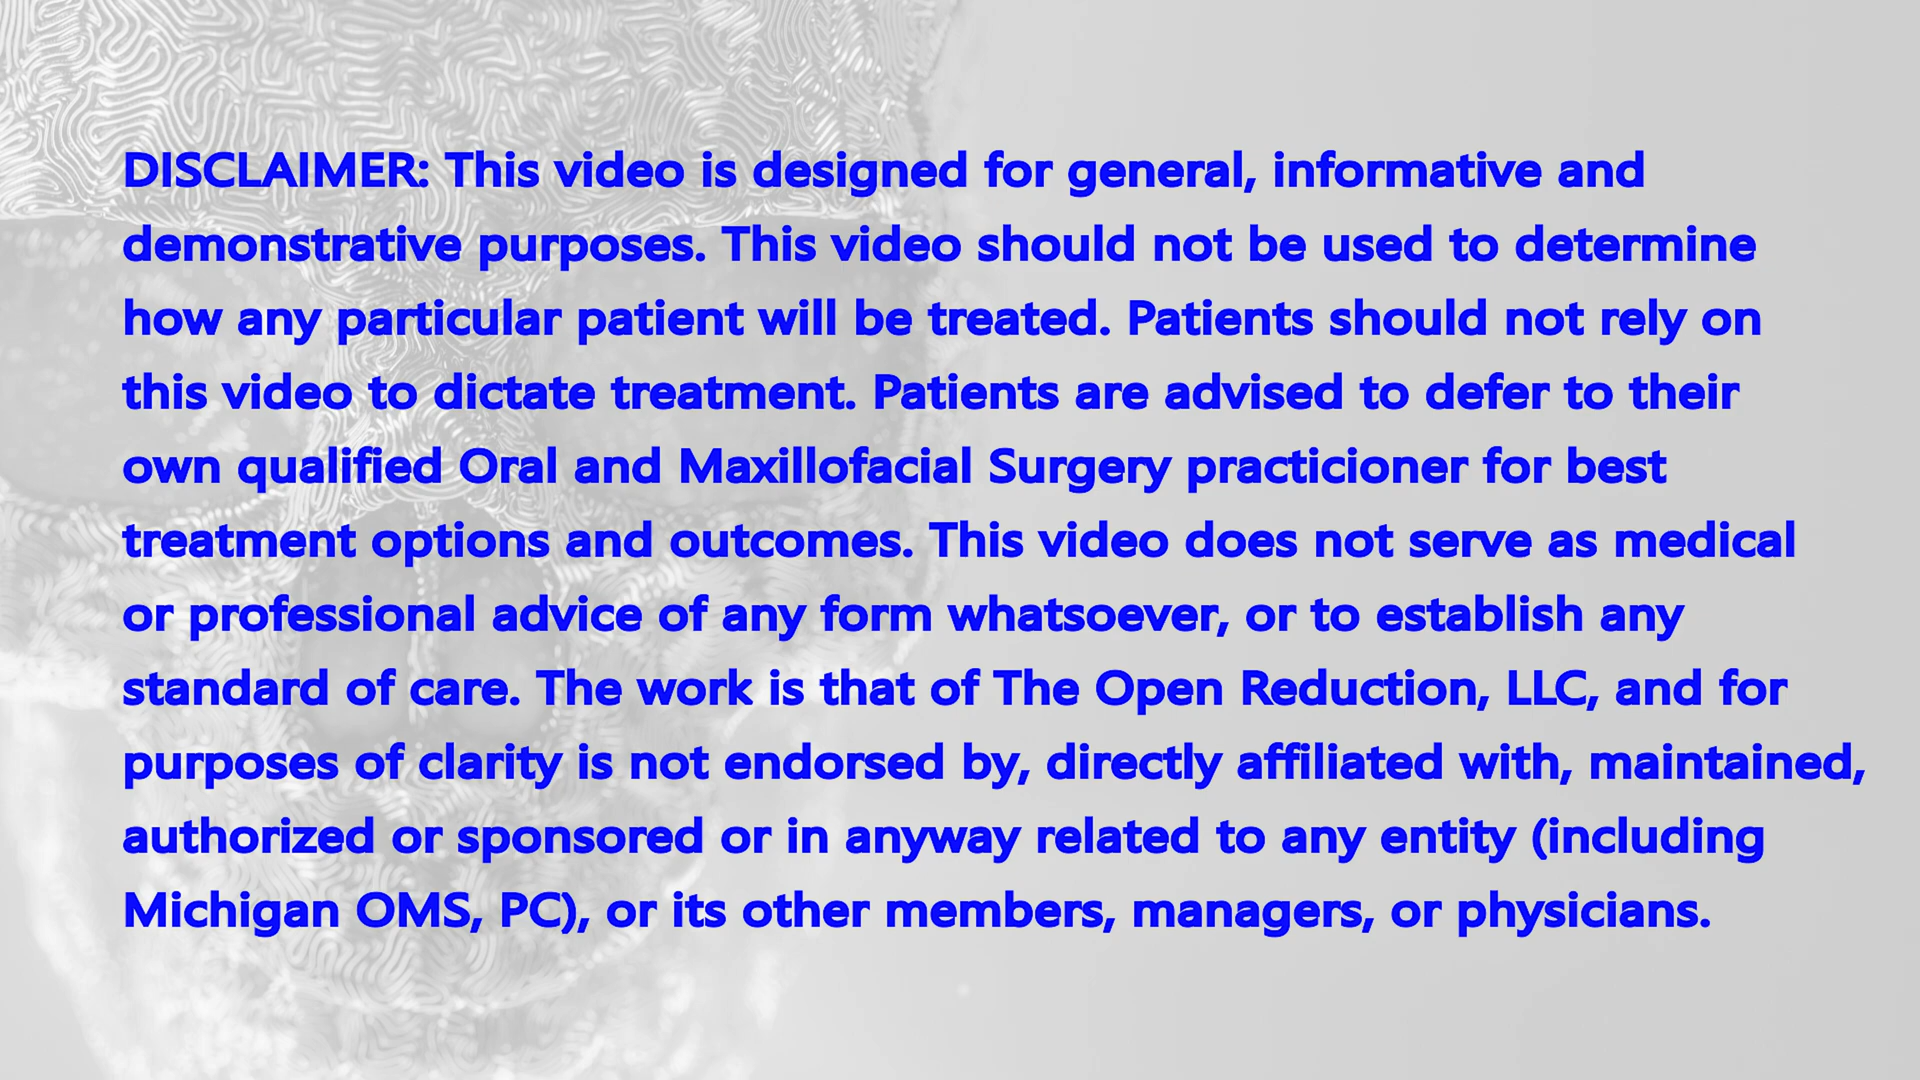 DISCLAIMER: This video is designed for general, informative and
demonstrative purposes. This video should not be used to determine
how any particular patient will be treated. Patients should not rely on
this video to dictate treatment. Patients are advised to defer to their
own qualified Oral and Maxillofacial Surgery practicioner for best
treatment options and outcomes. This video does not serve as medical
or professional advice of any form whatsoever, or to establish any
standard of care. The work is that of The Open Reduction, LLC, and for
purposes of clarity is not endorsed by, directly affiliated with, maintained,
authorized or sponsored or in anyway related to any entity (including
Michigan OMS, PC), or its other members, managers, or physicians.